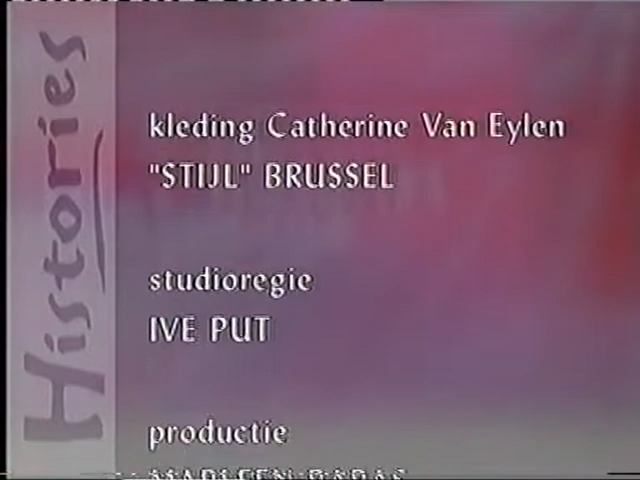 Histories
kleding Catherine Van Eylen
"STIJL" BRUSSEL
studioregie
IVE PUT
productie